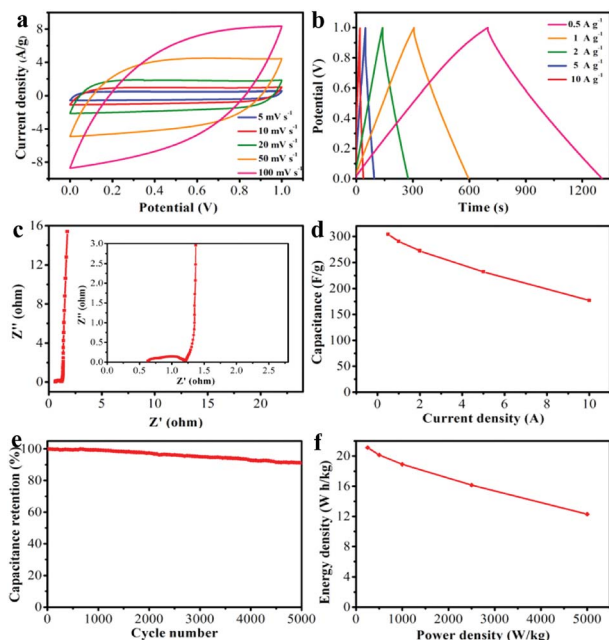 a
Current density (A/g)
8
4
0
-4
-8
5 mV s⁻¹
10 mV s⁻¹
20 mV s⁻¹
50 mV s⁻¹
100 mV s⁻¹
0.0 0.2 0.4 0.6 0.8 1.0
Potential (V)
b
Potential (V)
1.0
0.8
0.6
0.4
0.2
0.0
0.5 A g⁻¹
1 A g⁻¹
2 A g⁻¹
5 A g⁻¹
10 A g⁻¹
0 300 600 900 1200
Time (s)
c
Z'' (ohm)
16
12
8
4
0
Z'' (ohm)
3.0
2.5
2.0
1.5
1.0
0.5
0.0
0.5 1.0 1.5 2.0 2.5
Z' (ohm)
0 5 10 15 20
Z' (ohm)
d
Capacitance (F/g)
300
250
200
150
100
50
0
0 2 4 6 8 10
Current density (A)
e
Capacitance retention (%)
100
80
60
40
20
0
0 1000 2000 3000 4000 5000
Cycle number
f
Energy density (W h/kg)
20
16
12
8
4
0
0 1000 2000 3000 4000 5000
Power density (W/kg)